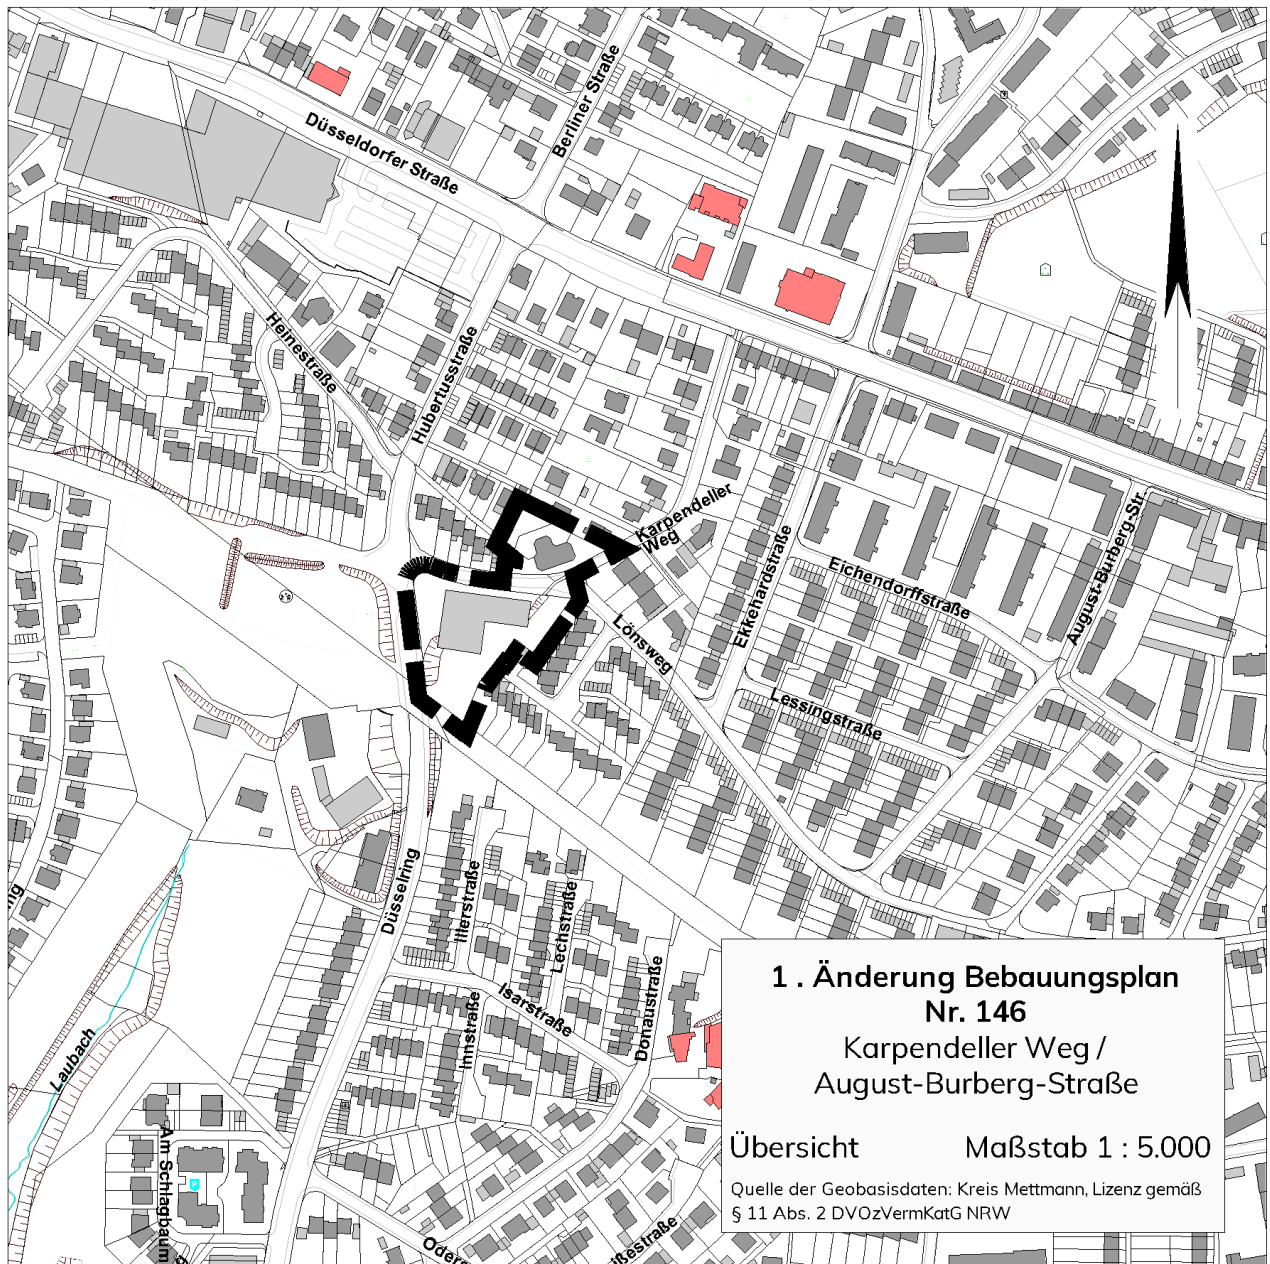 Düsseldorfer Straße
Berliner Straße
Heinestraße
Hubertusstraße
Karpendeller
Weg
Ekkehardstraße
Eichendorffstraße
August-Burberg-Str.
Lönsweg
Lessingstraße
Düsselring
Illerstraße
Lechstraße
Isarstraße
Innstraße
Donaustraße
Laubach
Am Schlagbaum
1 . Änderung Bebauungsplan
Nr. 146
Karpendeller Weg /
August-Burberg-Straße
Übersicht Maßstab 1 : 5.000
Quelle der Geobasisdaten: Kreis Mettmann, Lizenz gemäß
§ 11 Abs. 2 DVOzVermKatG NRW